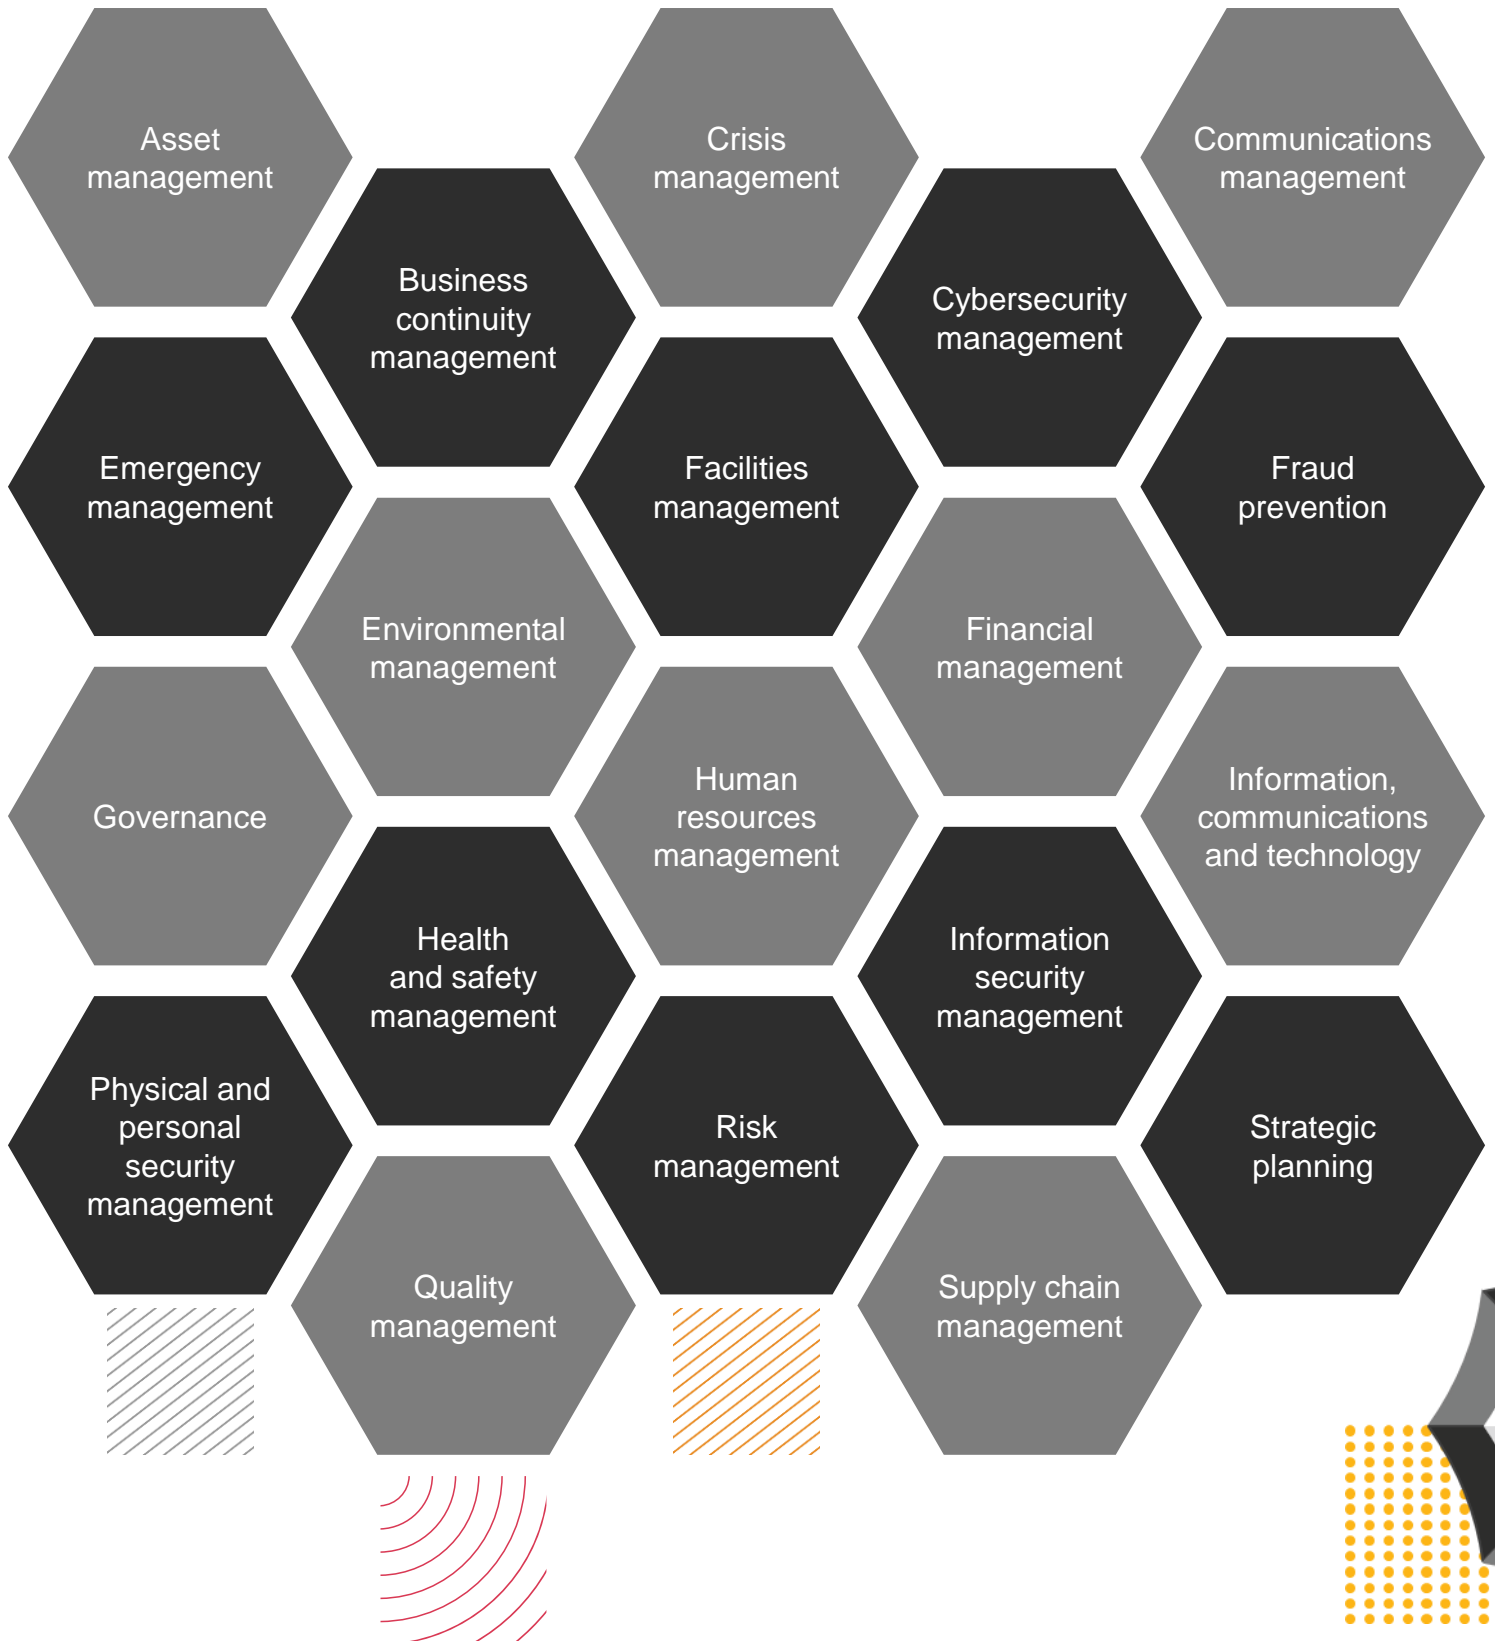 Asset
management
Crisis
management
Communications
management
Business
continuity
management
Cybersecurity
management
Emergency
management
Facilities
management
Fraud
prevention
Environmental
management
Financial
management
Governance
Human
resources
management
Information,
communications
and technology
Health
and safety
management
Information
security
management
Physical and
personal
security
management
Risk
management
Strategic
planning
Quality
management
Supply chain
management